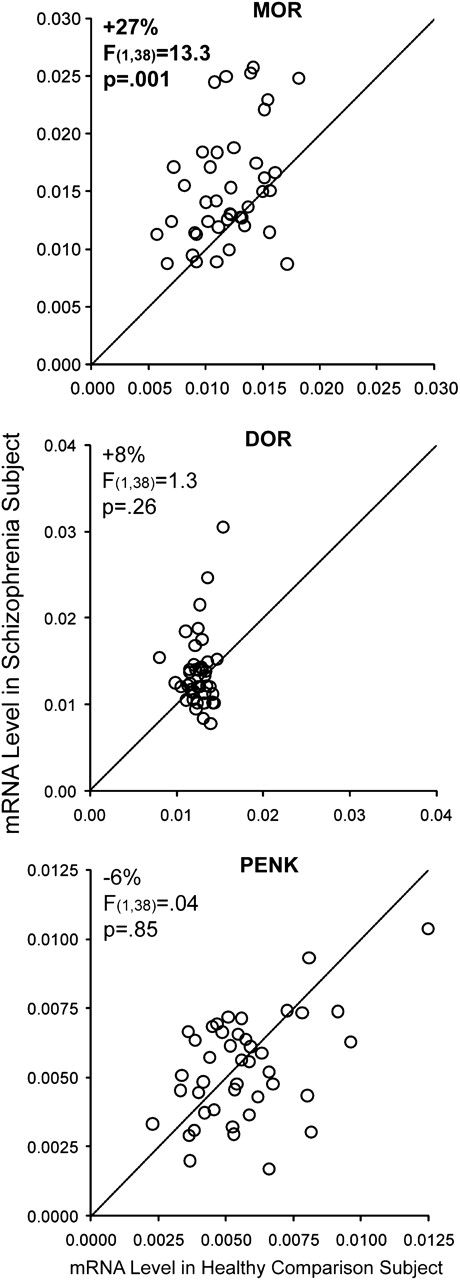 MOR
+27%
F(1,38)=13.3
p=.001
0.030
0.025
0.020
0.015
0.010
0.005
0.000
0.000 0.005 0.010 0.015 0.020 0.025 0.030
mRNA Level in Schizophrenia Subject
DOR
+8%
F(1,38)=1.3
p=.26
0.04
0.03
0.02
0.01
0.00
0.00 0.01 0.02 0.03 0.04
PENK
-6%
F(1,38)=.04
p=.85
0.0125
0.0100
0.0075
0.0050
0.0025
0.0000
0.0000 0.0025 0.0050 0.0075 0.0100 0.0125
mRNA Level in Healthy Comparison Subject